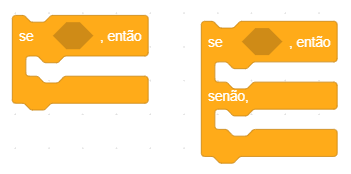 se , então
se , então
senão,